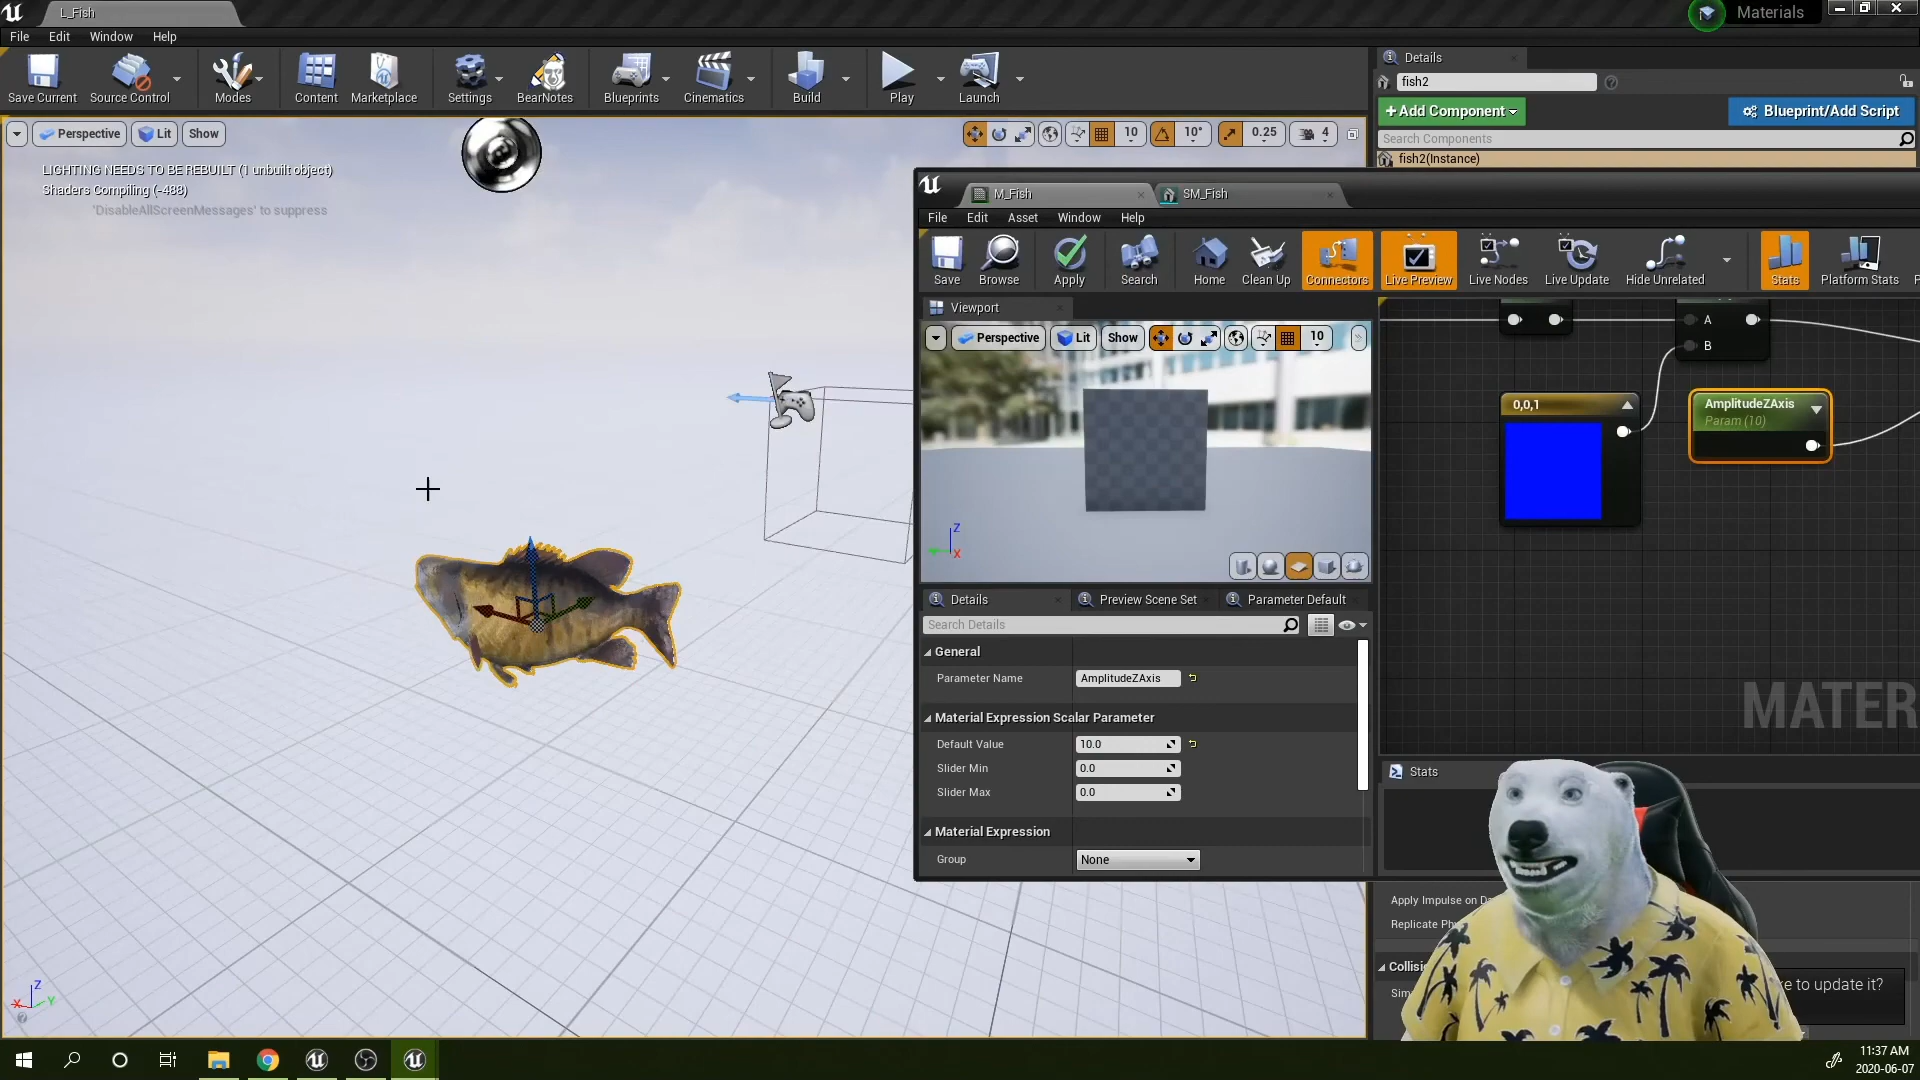 L_Fish
Materials
File Edit Window Help
Save Current Source Control Modes Content Marketplace Settings BearNotes Blueprints Cinematics Build Play Launch
Details
fish2
+Add Component
Blueprint/Add Script
Search Components
fish2(Instance)
Perspective Lit Show
10 10° 0.25 4
LIGHTING NEEDS TO BE REBUILT (1 unbuilt object)
Shaders Compiling (-488)
'DisableAllScreenMessages' to suppress
M_Fish SM_Fish
File Edit Asset Window Help
Save Browse Apply Search Home Clean Up Connectors Live Preview Live Nodes Live Update Hide Unrelated Stats Platform Stats
Viewport
Perspective Lit Show 10
Z
X
A
B
0,0,1
AmplitudeZAxis
Param (10)
MATER
Details Preview Scene Set Parameter Default
Search Details
General
Parameter Name AmplitudeZAxis
Material Expression Scalar Parameter
Default Value 10.0
Slider Min 0.0
Slider Max 0.0
Material Expression
Group None
Stats
Apply Impulse on Da
Replicate Phy
Collisi
Sim
ke to update it?
Z
X Y
11:37 AM
2020-06-07